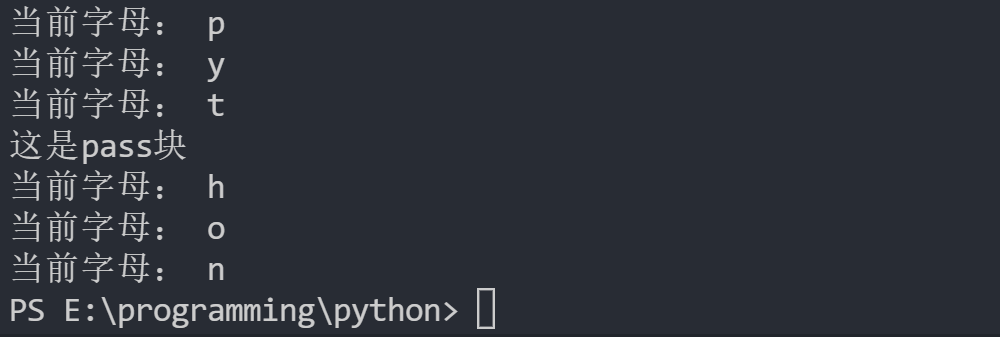 当前字母： p
当前字母： y
当前字母： t
这是pass块
当前字母： h
当前字母： o
当前字母： n
PS E:\programming\python>